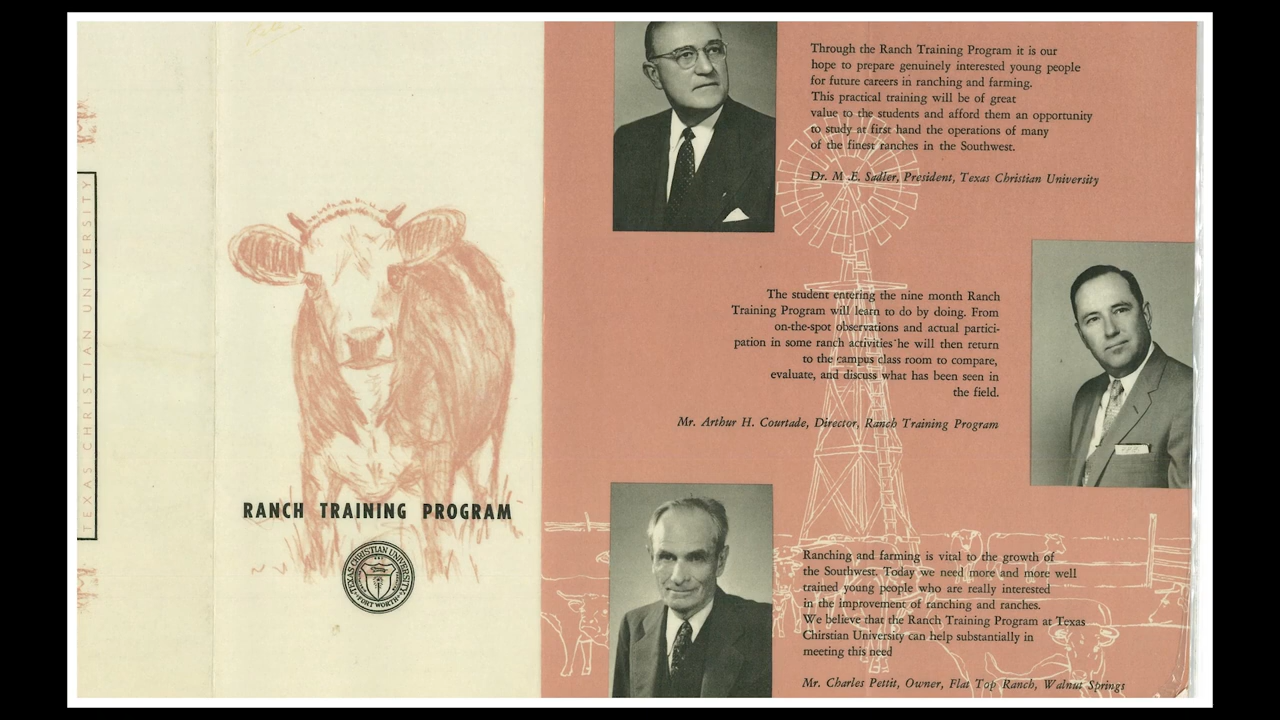 TEXAS CHRISTIAN UNIVERSITY
RANCH TRAINING PROGRAM
TEXAS CHRISTIAN UNIVERSITY
FORT WORTH
Through the Ranch Training Program it is our
hope to prepare genuinely interested young people
for future careers in ranching and farming.
This practical training will be of great
value to the students and afford them an opportunity
to study at first hand the operations of many
of the finest ranches in the Southwest.
Dr. M. E. Sadler, President, Texas Christian University
The student entering the nine month Ranch
Training Program will learn to do by doing. From
on-the-spot observations and actual partici-
pation in some ranch activities he will then return
to the campus class room to compare,
evaluate, and discuss what has been seen in
the field.
Mr. Arthur H. Courtade, Director, Ranch Training Program
Ranching and farming is vital to the growth of
the Southwest. Today we need more and more well
trained young people who are really interested
in the improvement of ranching and ranches.
We believe that the Ranch Training Program at Texas
Chirstian University can help substantially in
meeting this need
Mr. Charles Pettit, Owner, Flat Top Ranch, Walnut Springs